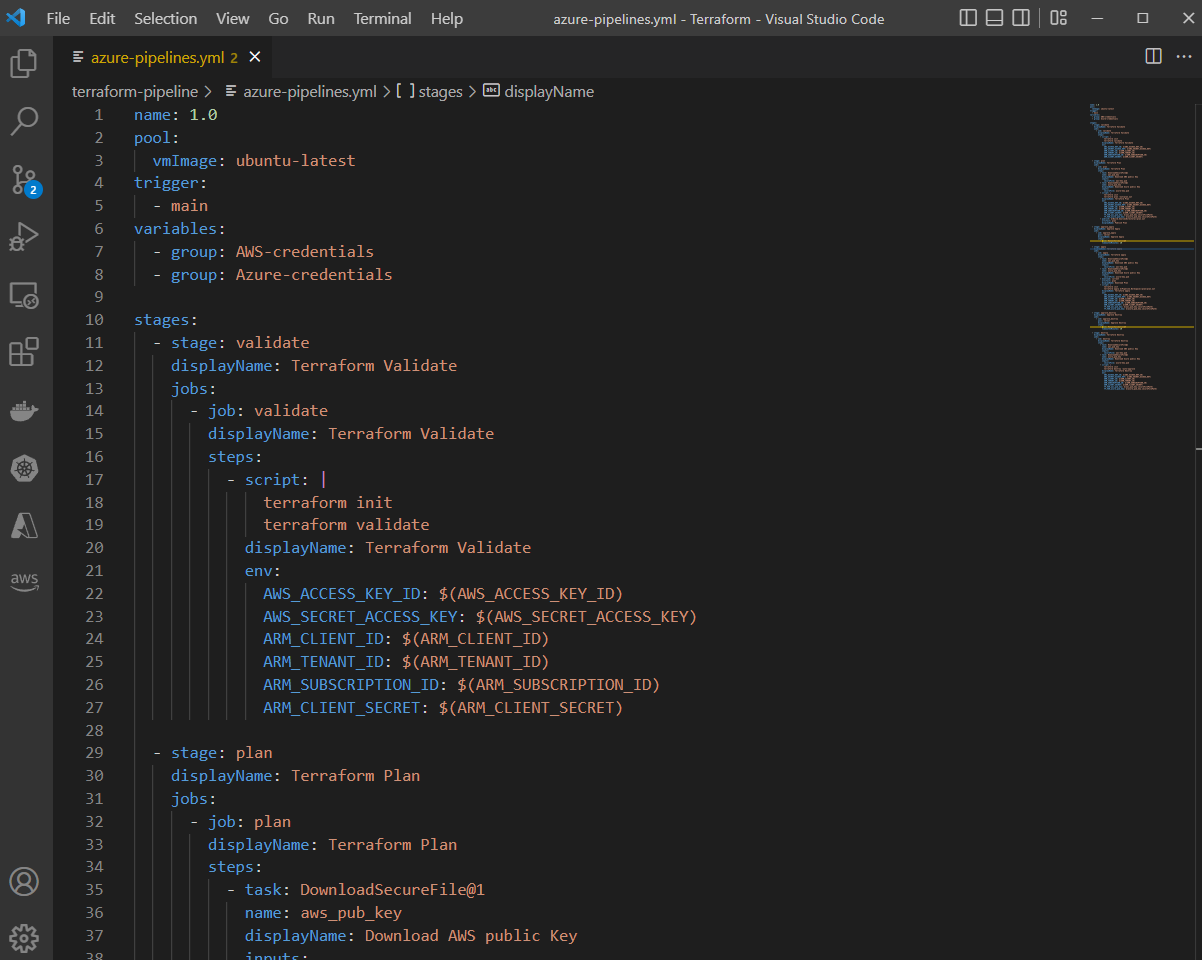 File Edit Selection View Go Run Terminal Help azure-pipelines.yml - Terraform - Visual Studio Code
azure-pipelines.yml 2
terraform-pipeline > azure-pipelines.yml > [ ] stages > abc displayName
1 name: 1.0
2 pool:
3 vmImage: ubuntu-latest
4 trigger:
5 - main
6 variables:
7 - group: AWS-credentials
8 - group: Azure-credentials
9
10 stages:
11 - stage: validate
12 displayName: Terraform Validate
13 jobs:
14 - job: validate
15 displayName: Terraform Validate
16 steps:
17 - script: |
18 terraform init
19 terraform validate
20 displayName: Terraform Validate
21 env:
22 AWS_ACCESS_KEY_ID: $(AWS_ACCESS_KEY_ID)
23 AWS_SECRET_ACCESS_KEY: $(AWS_SECRET_ACCESS_KEY)
24 ARM_CLIENT_ID: $(ARM_CLIENT_ID)
25 ARM_TENANT_ID: $(ARM_TENANT_ID)
26 ARM_SUBSCRIPTION_ID: $(ARM_SUBSCRIPTION_ID)
27 ARM_CLIENT_SECRET: $(ARM_CLIENT_SECRET)
28
29 - stage: plan
30 displayName: Terraform Plan
31 jobs:
32 - job: plan
33 displayName: Terraform Plan
34 steps:
35 - task: DownloadSecureFile@1
36 name: aws_pub_key
37 displayName: Download AWS public Key
38 inputs:
2
aws